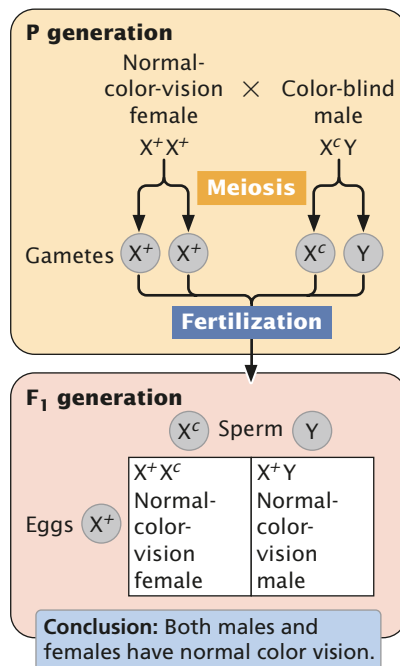 P generation
Normal-
color-vision
female
×
Color-blind
male
X⁺X⁺
XᶜY
Meiosis
Gametes X⁺ X⁺ Xᶜ Y
Fertilization
F₁ generation
Xᶜ Sperm Y
Eggs X⁺
X⁺Xᶜ
Normal-
color-
vision
female
X⁺Y
Normal-
color-
vision
male
Conclusion: Both males and
females have normal color vision.